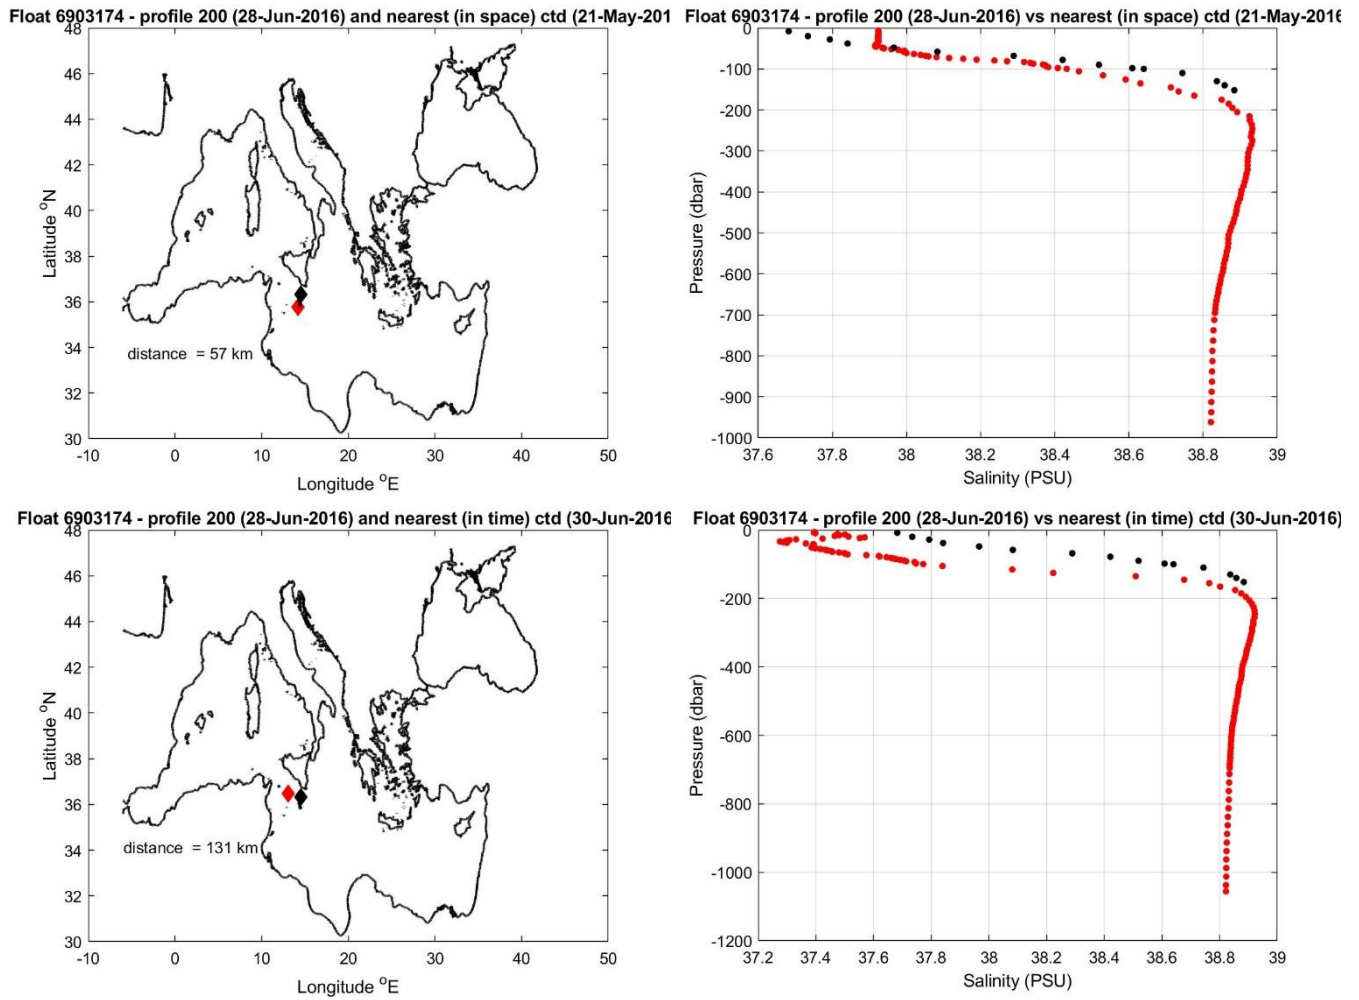 Float 6903174 - profile 200 (28-Jun-2016) and nearest (in space) ctd (21-May-201
48
46
44
42
40
38
36
34
32
30
Latitude °N
distance = 57 km
-10 0 10 20 30 40 50
Longitude °E
Float 6903174 - profile 200 (28-Jun-2016) vs nearest (in space) ctd (21-May-2016
0
-100
-200
-300
-400
-500
-600
-700
-800
-900
-1000
Pressure (dbar)
37.6 37.8 38 38.2 38.4 38.6 38.8 39
Salinity (PSU)
Float 6903174 - profile 200 (28-Jun-2016) and nearest (in time) ctd (30-Jun-2016
48
46
44
42
40
38
36
34
32
30
Latitude °N
distance = 131 km
-10 0 10 20 30 40 50
Longitude °E
Float 6903174 - profile 200 (28-Jun-2016) vs nearest (in time) ctd (30-Jun-2016)
0
-200
-400
-600
-800
-1000
-1200
Pressure (dbar)
37.2 37.4 37.6 37.8 38 38.2 38.4 38.6 38.8 39
Salinity (PSU)